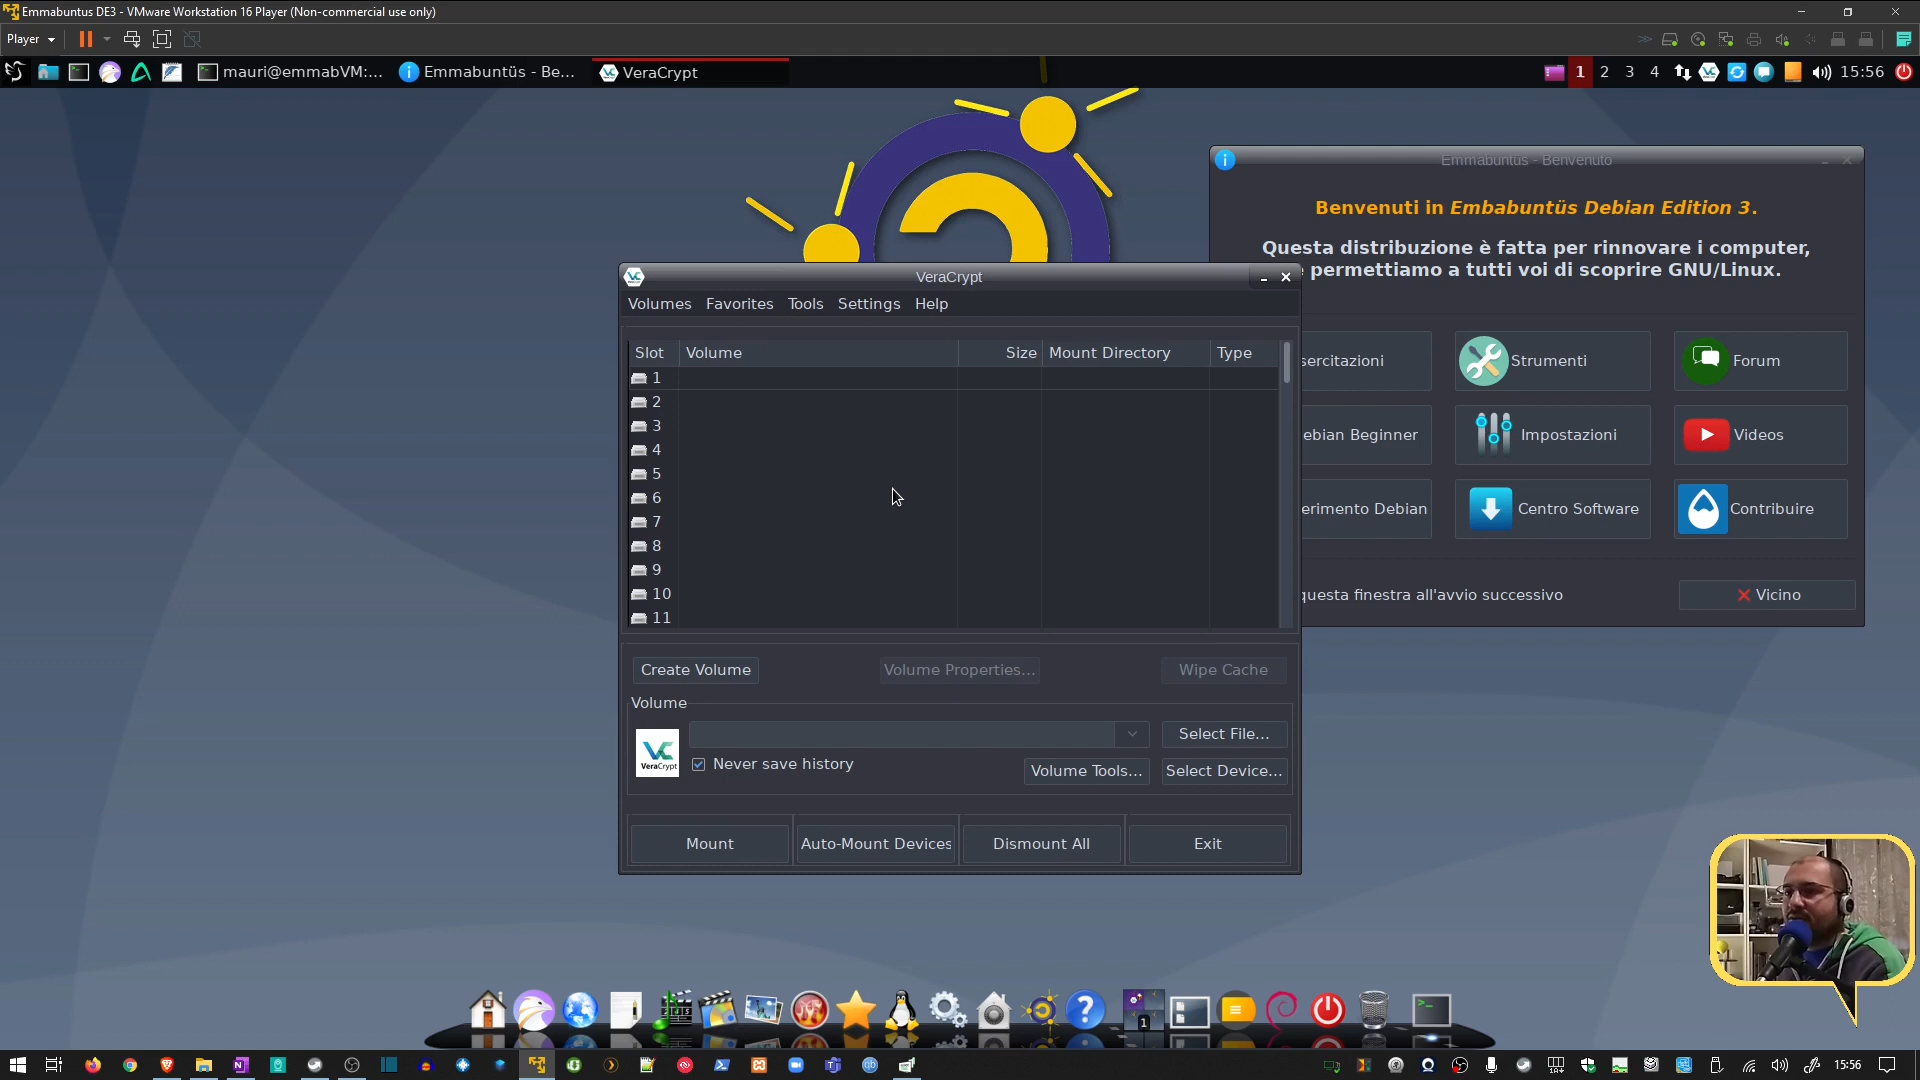 Emmabuntus DE3 - VMware Workstation 16 Player (Non-commercial use only)
Player
mauri@emmabVM:...
Emmabuntüs - Be...
VeraCrypt
1 2 3 4
15:56
Emmabuntüs - Benvenuto
Benvenuti in Embabuntüs Debian Edition 3.
Questa distribuzione è fatta per rinnovare i computer,
permettiamo a tutti voi di scoprire GNU/Linux.
sercitazioni
Strumenti
Forum
ebian Beginner
Impostazioni
Videos
erimento Debian
Centro Software
Contribuire
questa finestra all'avvio successivo
Vicino
VeraCrypt
Volumes Favorites Tools Settings Help
Slot Volume Size Mount Directory Type
1
2
3
4
5
6
7
8
9
10
11
Create Volume
Volume Properties...
Wipe Cache
Volume
VeraCrypt
Select File...
Never save history
Volume Tools...
Select Device...
Mount
Auto-Mount Devices
Dismount All
Exit
1
15:56